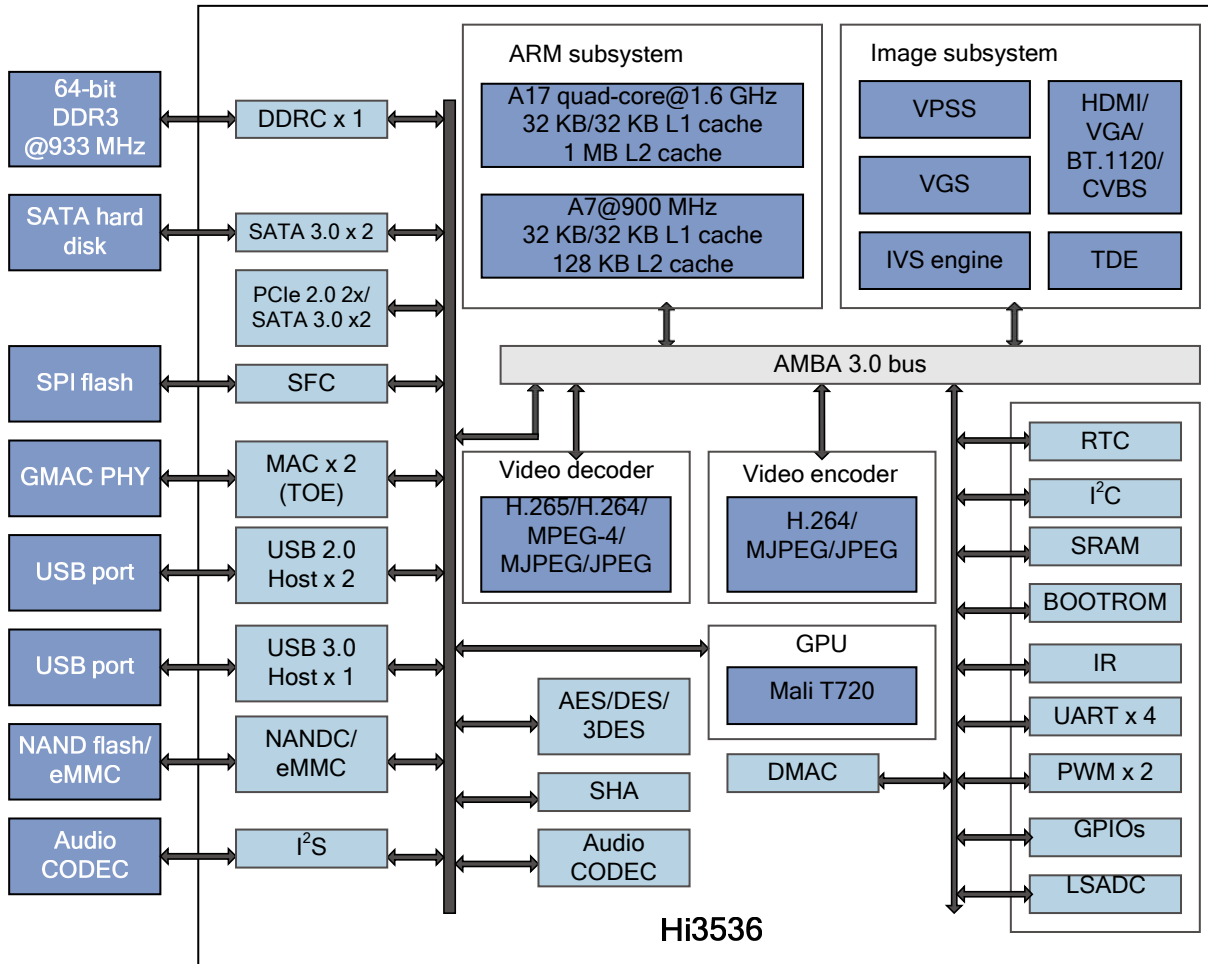 64-bit
DDR3
@933 MHz
SATA hard
disk
SPI flash
GMAC PHY
USB port
USB port
NAND flash/
eMMC
Audio
CODEC
DDRC x 1
SATA 3.0 x 2
PCIe 2.0 2x/
SATA 3.0 x2
SFC
MAC x 2
(TOE)
USB 2.0
Host x 2
USB 3.0
Host x 1
NANDC/
eMMC
I²S
ARM subsystem
A17 quad-core@1.6 GHz
32 KB/32 KB L1 cache
1 MB L2 cache
A7@900 MHz
32 KB/32 KB L1 cache
128 KB L2 cache
Image subsystem
VPSS
VGS
IVS engine
HDMI/
VGA/
BT.1120/
CVBS
TDE
AMBA 3.0 bus
Video decoder
H.265/H.264/
MPEG-4/
MJPEG/JPEG
Video encoder
H.264/
MJPEG/JPEG
GPU
Mali T720
AES/DES/
3DES
SHA
Audio
CODEC
DMAC
RTC
I²C
SRAM
BOOTROM
IR
UART x 4
PWM x 2
GPIOs
LSADC
Hi3536